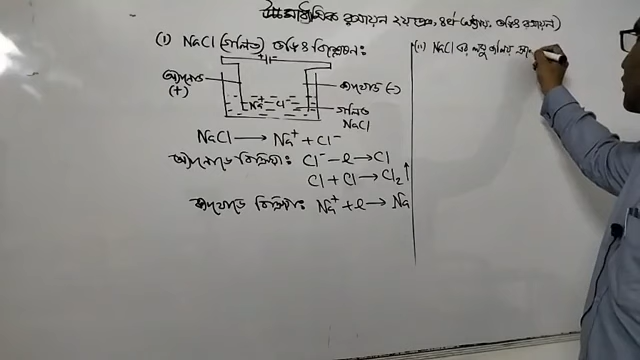 উচ্চমাধ্যমিক রসায়ন ২য় পত্র, ৪র্থ অধ্যায়, তড়িৎ রসায়ন)
(i) NaCl (গলিত) তড়িৎ বিশ্লেষন:
অ্যানোড (+)
ক্যাথোড (-)
Na⁺ Cl⁻
গলিত NaCl
NaCl → Na⁺ + Cl⁻
অ্যানোডে বিক্রিয়া: Cl⁻ – e → Cl
Cl + Cl → Cl₂ ↑
ক্যাথোডে বিক্রিয়া: Na⁺ + e → Na
(ii) NaCl এর লঘু জলীয়